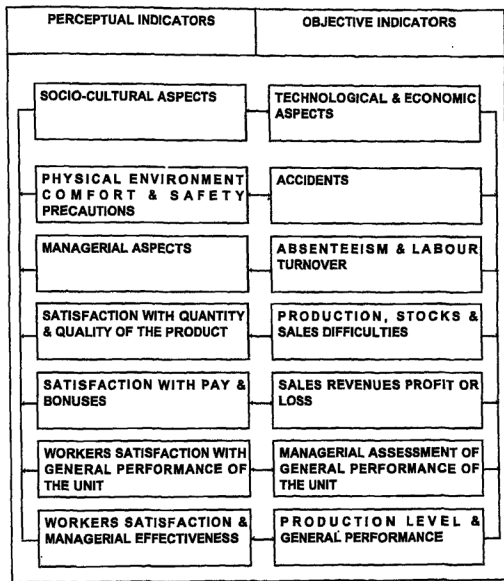 PERCEPTUAL INDICATORS
OBJECTIVE INDICATORS
SOCIO-CULTURAL ASPECTS
TECHNOLOGICAL & ECONOMIC
ASPECTS
PHYSICAL ENVIRONMENT
COMFORT & SAFETY
PRECAUTIONS
ACCIDENTS
MANAGERIAL ASPECTS
ABSENTEEISM & LABOUR
TURNOVER
SATISFACTION WITH QUANTITY
& QUALITY OF THE PRODUCT
PRODUCTION, STOCKS &
SALES DIFFICULTIES
SATISFACTION WITH PAY &
BONUSES
SALES REVENUES PROFIT OR
LOSS
WORKERS SATISFACTION WITH
GENERAL PERFORMANCE OF
THE UNIT
MANAGERIAL ASSESSMENT OF
GENERAL PERFORMANCE OF
THE UNIT
WORKERS SATISFACTION &
MANAGERIAL EFFECTIVENESS
PRODUCTION LEVEL &
GENERAL PERFORMANCE